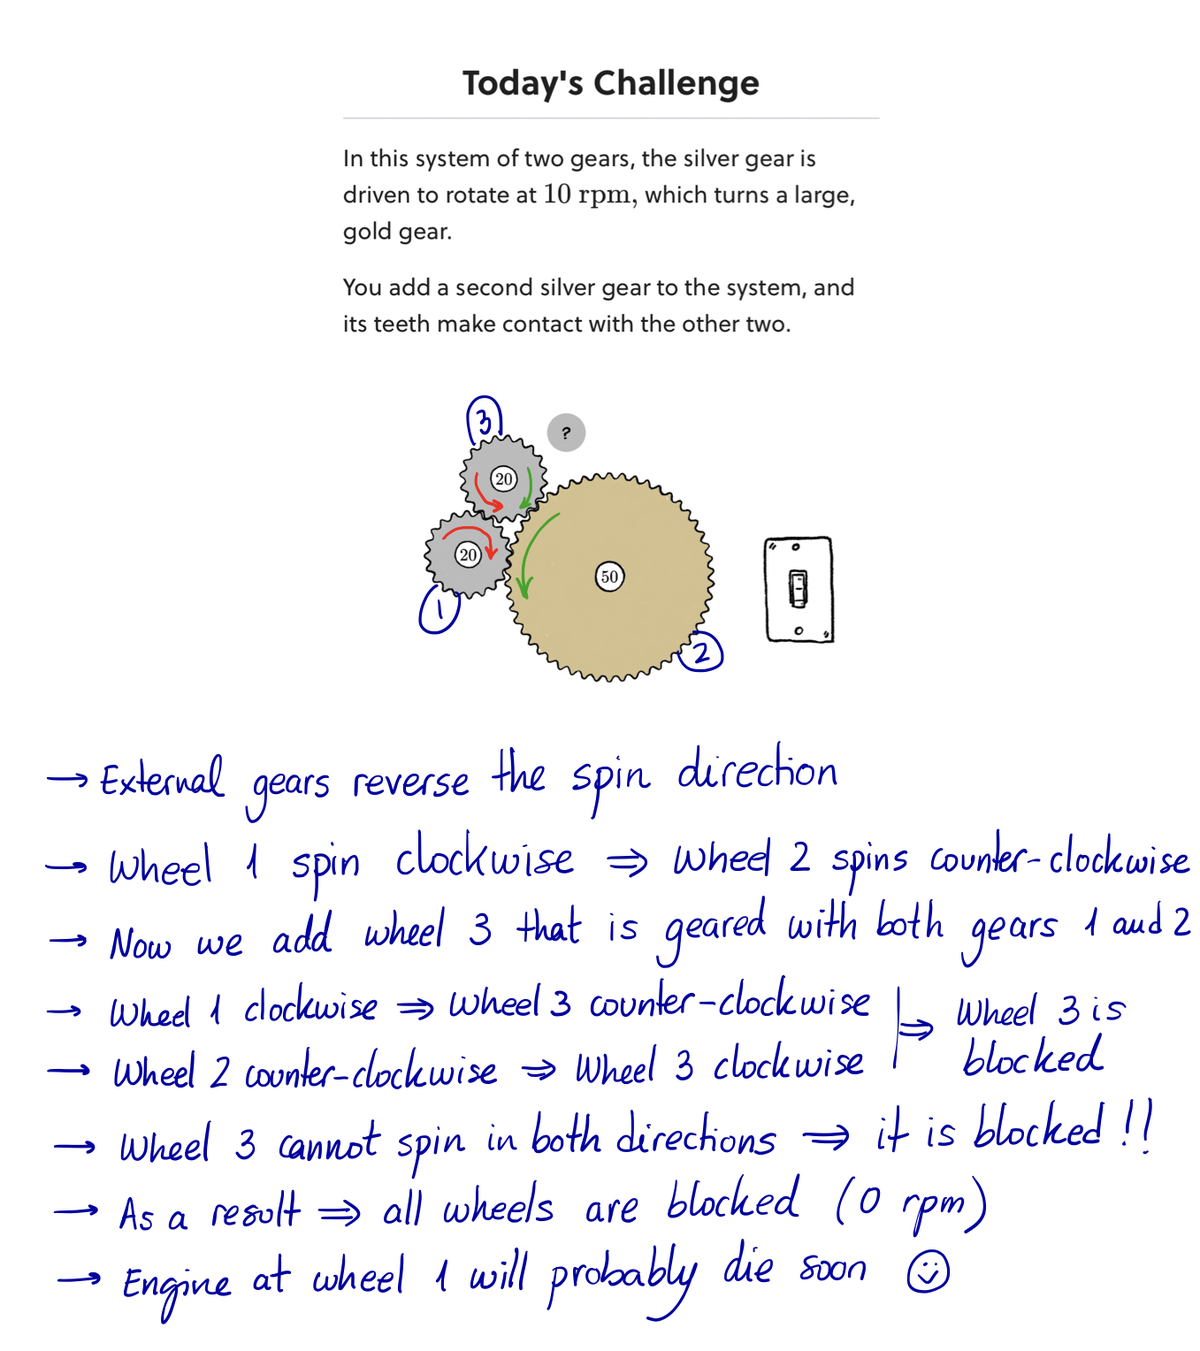 Today's Challenge
In this system of two gears, the silver gear is
driven to rotate at 10 rpm, which turns a large,
gold gear.
You add a second silver gear to the system, and
its teeth make contact with the other two.
3
?
20
20
50
1
2
→ External gears reverse the spin direction
→ Wheel 1 spin clockwise ⇒ Wheel 2 spins counter-clockwise
→ Now we add wheel 3 that is geared with both gears 1 and 2
→ Wheel 1 clockwise ⇒ Wheel 3 counter-clockwise
→ Wheel 2 counter-clockwise ⇒ Wheel 3 clockwise
⇒ Wheel 3 is
blocked
→ Wheel 3 cannot spin in both directions ⇒ it is blocked!!
→ As a result ⇒ all wheels are blocked (0 rpm)
→ Engine at wheel 1 will probably die soon ☺